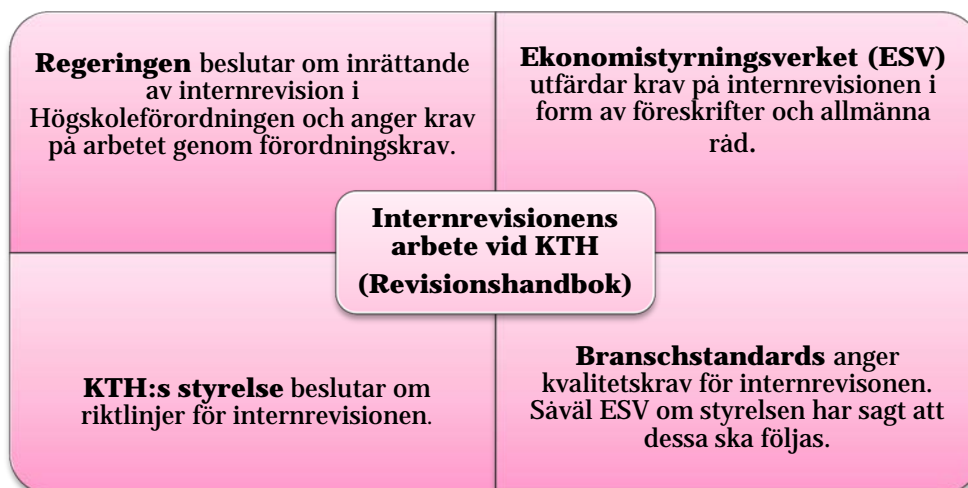 Regeringen beslutar om inrättande
av internrevision i
Högskoleförordningen och anger krav
på arbetet genom förordningskrav.
Ekonomistyrningsverket (ESV)
utfärdar krav på internrevisionen i
form av föreskrifter och allmänna
råd.
Internrevisionens
arbete vid KTH
(Revisionshandbok)
KTH:s styrelse beslutar om
riktlinjer för internrevisionen.
Branschstandards anger
kvalitetskrav för internrevisonen.
Såväl ESV om styrelsen har sagt att
dessa ska följas.